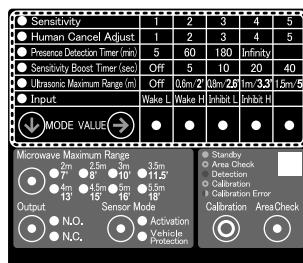 Sensitivity 1 2 3 4 5
Human Cancel Adjust 1 2 3 4 5
Presence Detection Timer (min) 5 60 180 Infinity
Sensitivity Boost Timer (sec) Off 5 10 20 40
Ultrasonic Maximum Range (m) Off 0.6m/2' 0.8m/2.6' 1m/3.3' 1.5m/5
Input Wake L Wake H Inhibit L Inhibit H
MODE VALUE
Microwave Maximum Range
2m 2.5m 3m 3.5m
7' 8' 10' 11.5'
4m 4.5m 5m 5.5m
13' 15' 16' 18'
Output Sensor Mode
N.O. Activation
N.C. Vehicle Protection
Standby
Area Check
Detection
Calibration
Calibration Error
Calibration Area Check